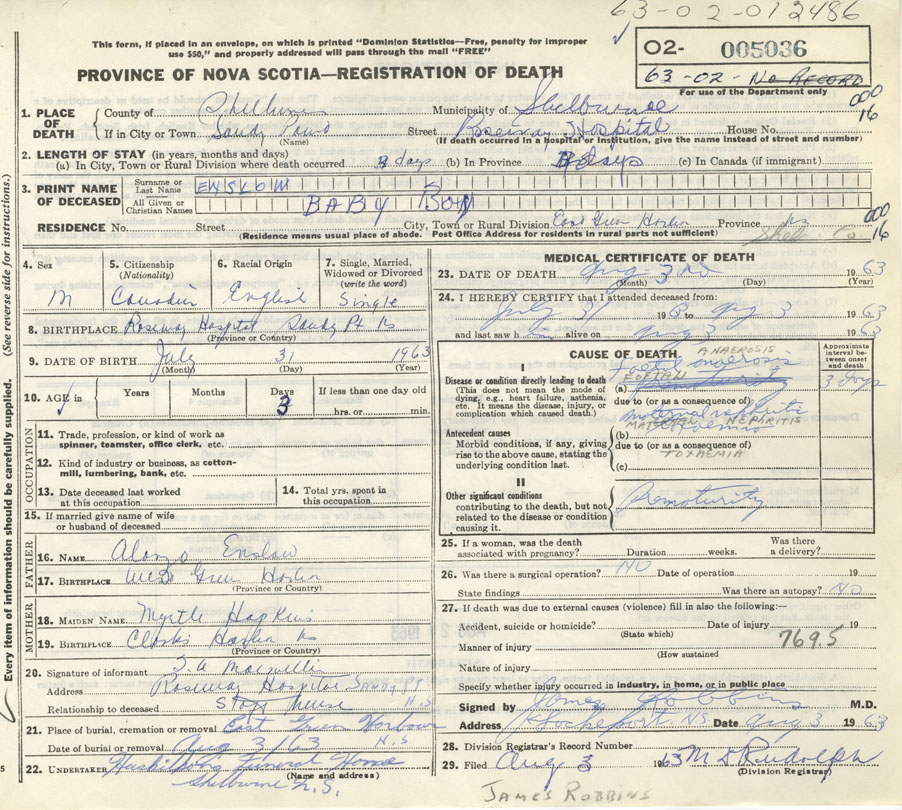 63-02-012486
This form, if placed in an envelope, on which is printed "Dominion Statistics—Free, penalty for improper
use $50," and properly addressed will pass through the mail "FREE"
02- 005036
63-02- No RECORD
For use of the Department only
PROVINCE OF NOVA SCOTIA—REGISTRATION OF DEATH
000
16
1. PLACE OF DEATH
County of Shelburne Municipality of Shelburne
If in City or Town Sandy Point Street Roseway Hospital House No.
(Name) (If death occurred in a hospital or institution, give the name instead of street and number)
2. LENGTH OF STAY (in years, months and days)
(a) In City, Town or Rural Division where death occurred 3 days (b) In Province 3 days (c) In Canada (if immigrant)
3. PRINT NAME OF DECEASED
Surname or Last Name ENSLOW
All Given or Christian Names BABY BOY
RESIDENCE No. Street City, Town or Rural Division East Green Harbor Province NS
Shel. Co.
000
16
(Residence means usual place of abode. Post Office Address for residents in rural parts not sufficient)
4. Sex M
5. Citizenship (Nationality) Canadian
6. Racial Origin English
7. Single, Married, Widowed or Divorced (write the word) Single
8. BIRTHPLACE Roseway Hospital Sandy Pt NS
(Province or Country)
9. DATE OF BIRTH July 31 1963
(Month) (Day) (Year)
10. AGE in Years Months Days 3 If less than one day old hrs. or min.
OCCUPATION
11. Trade, profession, or kind of work as spinner, teamster, office clerk, etc.
12. Kind of industry or business, as cotton-mill, lumbering, bank, etc.
13. Date deceased last worked at this occupation
14. Total yrs. spent in this occupation
15. If married give name of wife or husband of deceased
FATHER
16. NAME Alonzo Enslow
17. BIRTHPLACE West Green Harbor
(Province or Country)
MOTHER
18. MAIDEN NAME Myrtle Hopkins
19. BIRTHPLACE Clarks Harbor NS
(Province or Country)
20. Signature of informant
Address Roseway Hospital SANDY PT N.S
Relationship to deceased Staff Nurse
21. Place of burial, cremation or removal East Green Harbour N.S
Date of burial or removal Aug 3/63
22. UNDERTAKER Funeral Home
(Name and address)
Shelburne N.S.
MEDICAL CERTIFICATE OF DEATH
23. DATE OF DEATH Aug 3 1963
(Month) (Day) (Year)
24. I HEREBY CERTIFY that I attended deceased from:
July 31 1963 to Aug 3 1963
and last saw h alive on Aug 3 1963
CAUSE OF DEATH
Approximate interval between onset and death
I
Disease or condition directly leading to death
(This does not mean the mode of dying, e.g., heart failure, asthenia, etc. It means the disease, injury, or complication which caused death.)
(a) FOETAL ANAEROSIS
3 days
due to (or as a consequence of)
Antecedent causes
Morbid conditions, if any, giving rise to the above cause, stating the underlying condition last.
MATERNAL NEPARITIS
(b)
due to (or as a consequence of)
TOXAEMIA
(c)
II
Other significant conditions
contributing to the death, but not related to the disease or condition causing it.
Prematurity
25. If a woman, was the death associated with pregnancy? Duration weeks. Was there a delivery?
26. Was there a surgical operation? NO Date of operation 19
State findings Was there an autopsy? NO
27. If death was due to external causes (violence) fill in also the following:—
Accident, suicide or homicide? Date of injury 19
(State which)
Manner of injury 769.5
(How sustained)
Nature of injury
Specify whether injury occurred in industry, in home, or in public place
Signed by James Robbins M.D.
Address Lockeport NS Date Aug 3 1963
28. Division Registrar's Record Number
29. Filed Aug 3 1963 M D Rudolph
(Division Registrar)
JAMES ROBBINS
(See reverse side for instructions.)
Every item of information should be carefully supplied.